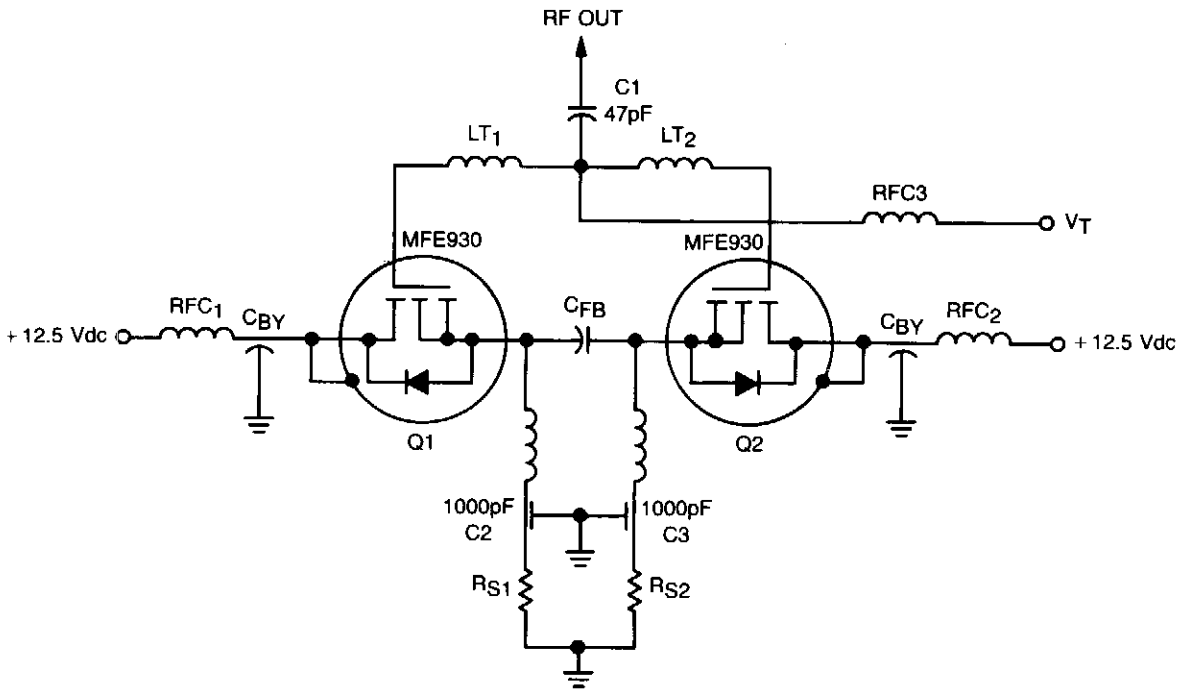 RF OUT
C1
47pF
LT1
LT2
RFC3
VT
MFE930
MFE930
RFC1
CBY
CFB
CBY
RFC2
+ 12.5 Vdc
+ 12.5 Vdc
Q1
Q2
1000pF
C2
1000pF
C3
RS1
RS2